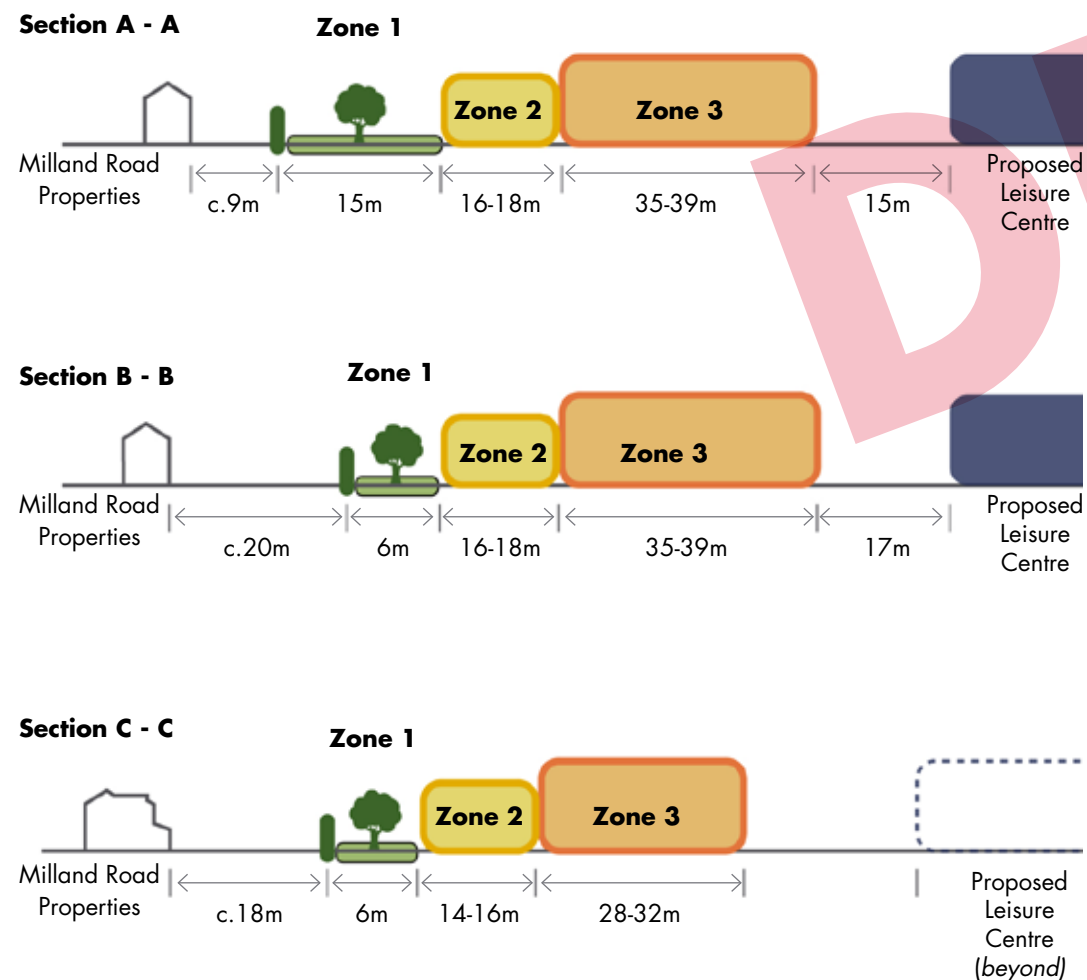 Section A - A
Zone 1
Zone 2
Zone 3
Milland Road
Properties
c.9m
15m
16-18m
35-39m
15m
Proposed
Leisure
Centre
Section B - B
Zone 1
Zone 2
Zone 3
Milland Road
Properties
c.20m
6m
16-18m
35-39m
17m
Proposed
Leisure
Centre
Section C - C
Zone 1
Zone 2
Zone 3
Milland Road
Properties
c.18m
6m
14-16m
28-32m
Proposed
Leisure
Centre
(beyond)